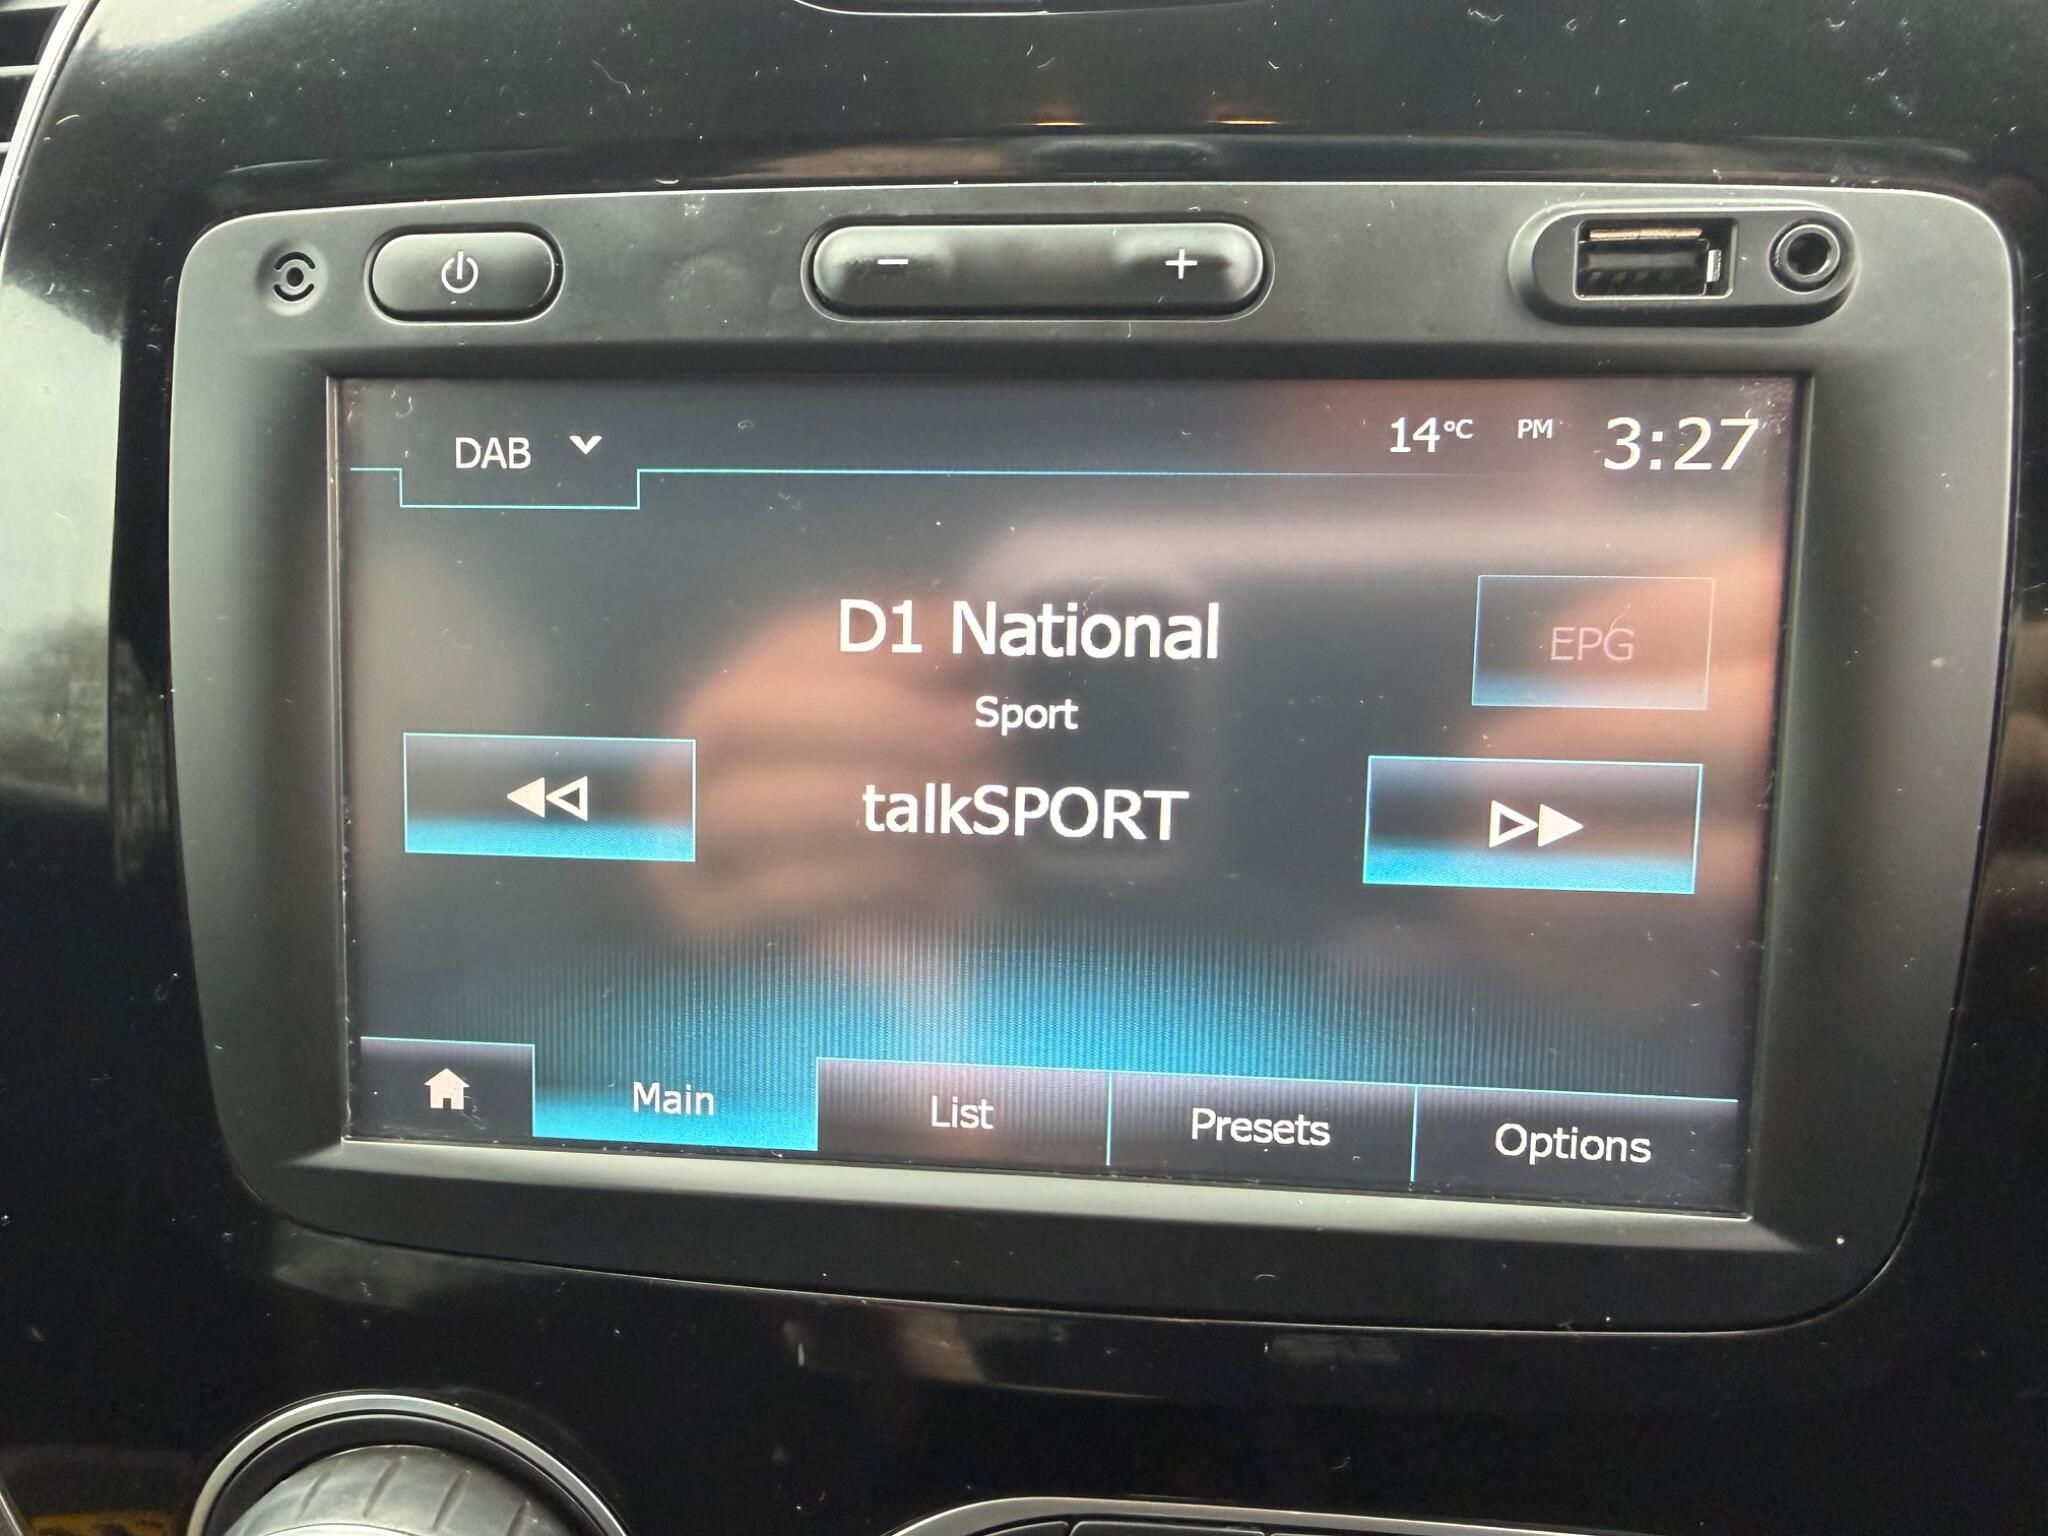 DAB
14°C PM 3:27
D1 National
EPG
Sport
talkSPORT
Main
List
Presets
Options